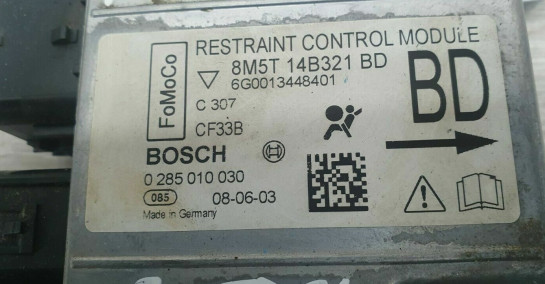 FoMoCo
RESTRAINT CONTROL MODULE
8M5T 14B321 BD
6G0013448401
C 307
CF33B
BD
BOSCH
0 285 010 030
085 08-06-03
Made in Germany